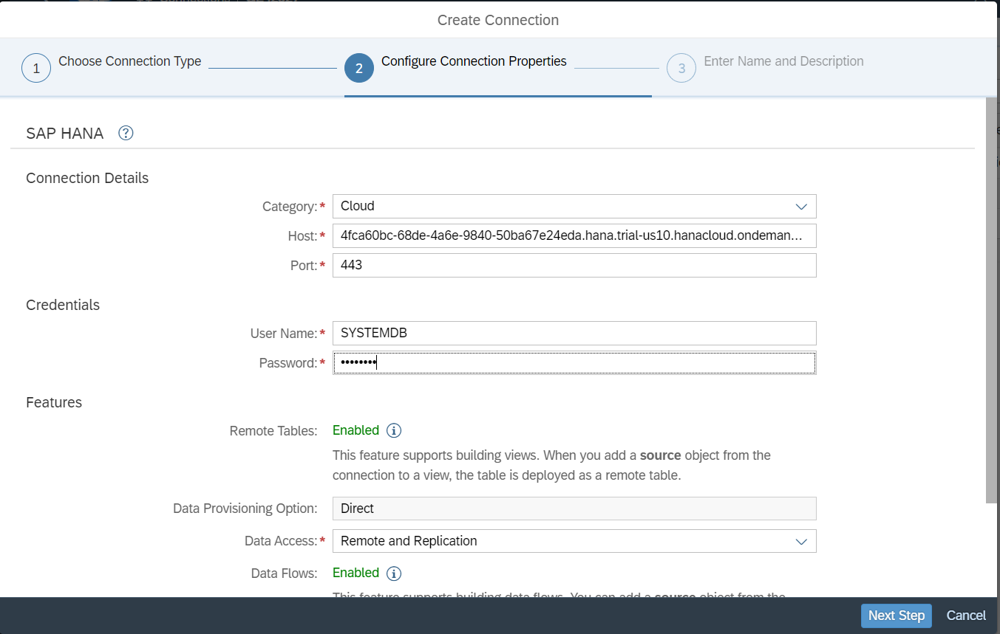 Create Connection
1 Choose Connection Type 2 Configure Connection Properties 3 Enter Name and Description
SAP HANA ?
Connection Details
Category:* Cloud
Host:* 4fca60bc-68de-4a6e-9840-50ba67e24eda.hana.trial-us10.hanacloud.ondeman...
Port:* 443
Credentials
User Name:* SYSTEMDB
Password:* ••••••••
Features
Remote Tables: Enabled i
This feature supports building views. When you add a source object from the
connection to a view, the table is deployed as a remote table.
Data Provisioning Option: Direct
Data Access:* Remote and Replication
Data Flows: Enabled i
This feature supports building data flows. You can add a source object from the
Next Step Cancel